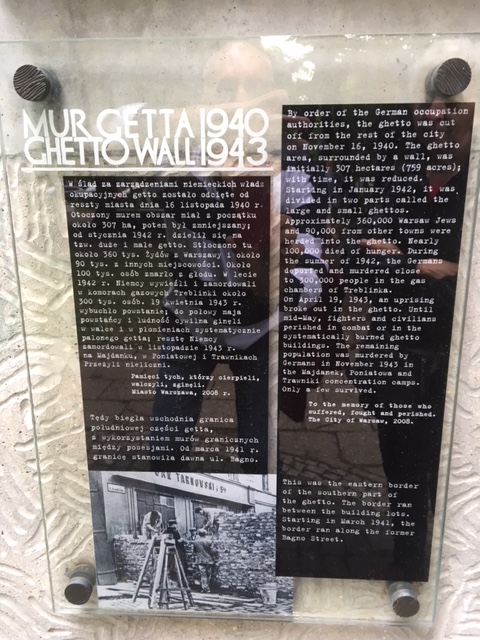 MUR GETTA 1940
GHETTO WALL 1943
W ślad za zarządzeniami niemieckich władz
okupacyjnych getto zostało odcięte od
reszty miasta dnia 16 listopada 1940 r.
Otoczony murem obszar miał z początku
około 307 ha, potem był zmniejszany;
od stycznia 1942 r. dzielił się na
tzw. duże i małe getto. Stłoczono tu
około 360 tys. Żydów z Warszawy i około
90 tys. z innych miejscowości. Około
100 tys. osób zmarło z głodu. W lecie
1942 r. Niemcy wywieźli i zamordowali
w komorach gazowych Treblinki około
300 tys. osób. 19 kwietnia 1943 r.
wybuchło powstanie; do połowy maja
powstańcy i ludność cywilna ginęli
w walce i w płomieniach systematycznie
palonego getta; resztę Niemcy
zamordowali w listopadzie 1943 r.
na Majdanku, w Poniatowej i Trawnikach
Przeżyli nieliczni.
Pamięci tych, którzy cierpieli,
walczyli, zginęli.
Miasto Warszawa, 2008 r.
Tędy biegła wschodnia granica
południowej części getta,
z wykorzystaniem murów granicznych
między posesjami. Od marca 1941 r.
granicę stanowiła dawna ul. Bagno.
JAN TARNOWSKI i S-ka
By order of the German occupation
authorities, the ghetto was cut
off from the rest of the city
on November 16, 1940. The ghetto
area, surrounded by a wall, was
initially 307 hectares (759 acres);
with time, it was reduced.
Starting in January 1942, it was
divided in two parts called the
large and small ghettos.
Approximately 360,000 Warsaw Jews
and 90,000 from other towns were
herded into the ghetto. Nearly
100,000 died of hunger. During
the summer of 1942, the Germans
deported and murdered close
to 300,000 people in the gas
chambers of Treblinka.
On April 19, 1943, an uprising
broke out in the ghetto. Until
mid-May, fighters and civilians
perished in combat or in the
systematically burned ghetto
buildings. The remaining
population was murdered by
Germans in November 1943 in
the Majdanek, Poniatowa and
Trawniki concentration camps.
Only a few survived.
To the memory of those who
suffered, fought and perished.
The City of Warsaw, 2008.
This was the eastern border
of the southern part of
the ghetto. The border ran
between the building lots.
Starting in March 1941, the
border ran along the former
Bagno Street.